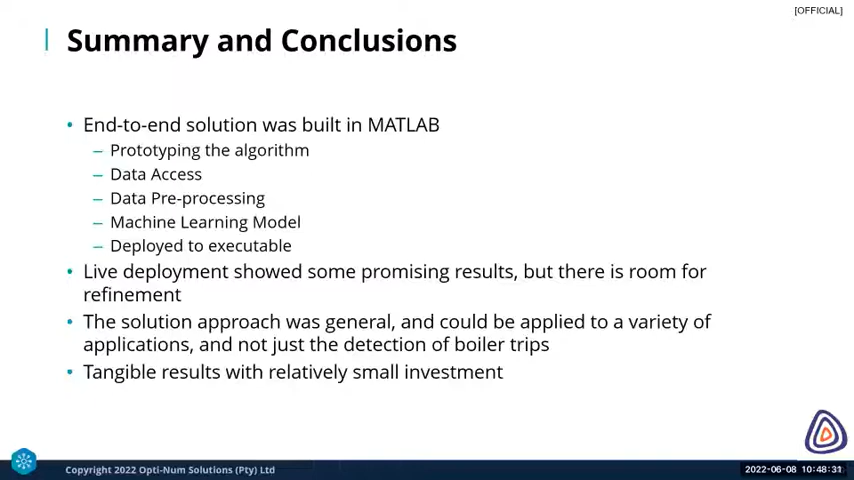 [OFFICIAL]
Summary and Conclusions
• End-to-end solution was built in MATLAB
– Prototyping the algorithm
– Data Access
– Data Pre-processing
– Machine Learning Model
– Deployed to executable
• Live deployment showed some promising results, but there is room for
refinement
• The solution approach was general, and could be applied to a variety of
applications, and not just the detection of boiler trips
• Tangible results with relatively small investment
Copyright 2022 Opti-Num Solutions (Pty) Ltd
2022-06-08 10:48:31